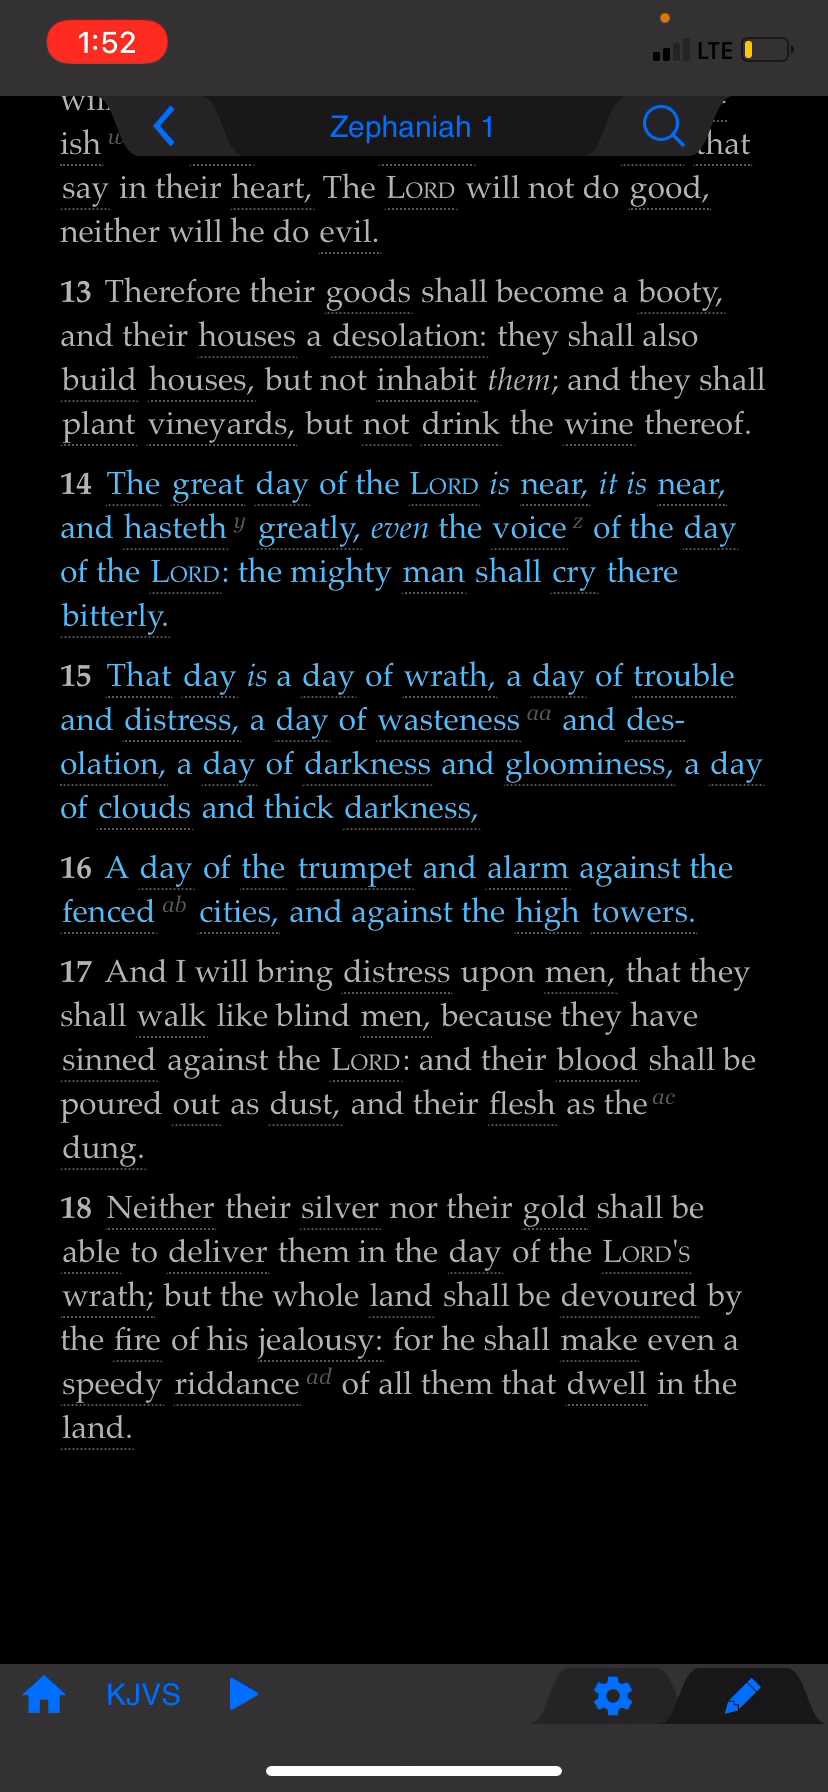 1:52
LTE
Zephaniah 1
ish
that
say in their heart, The LORD will not do good,
neither will he do evil.
13 Therefore their goods shall become a booty,
and their houses a desolation: they shall also
build houses, but not inhabit them; and they shall
plant vineyards, but not drink the wine thereof.
14 The great day of the LORD is near, it is near,
and hasteth y greatly, even the voice z of the day
of the LORD: the mighty man shall cry there
bitterly.
15 That day is a day of wrath, a day of trouble
and distress, a day of wasteness aa and des-
olation, a day of darkness and gloominess, a day
of clouds and thick darkness,
16 A day of the trumpet and alarm against the
fenced ab cities, and against the high towers.
17 And I will bring distress upon men, that they
shall walk like blind men, because they have
sinned against the LORD: and their blood shall be
poured out as dust, and their flesh as the ac
dung.
18 Neither their silver nor their gold shall be
able to deliver them in the day of the LORD'S
wrath; but the whole land shall be devoured by
the fire of his jealousy: for he shall make even a
speedy riddance ad of all them that dwell in the
land.
KJVS